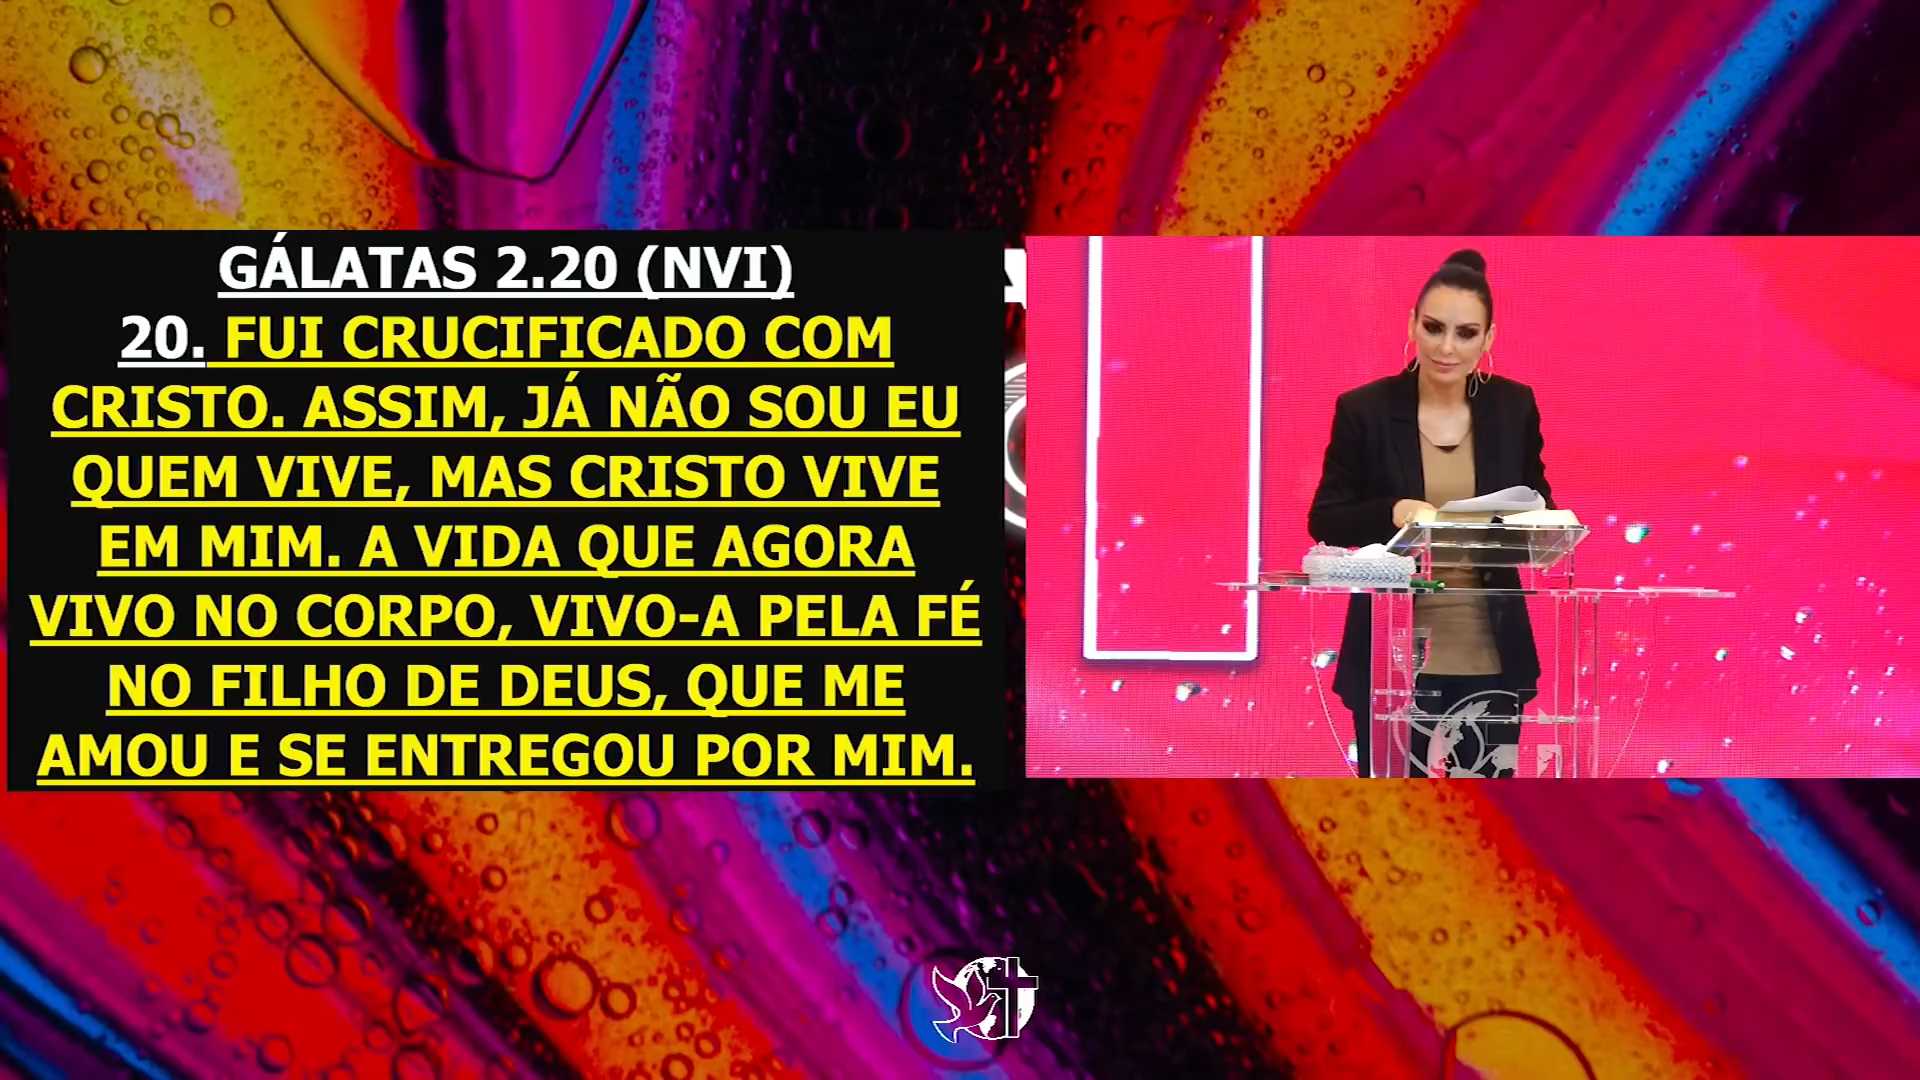 GÁLATAS 2.20 (NVI)
20. FUI CRUCIFICADO COM
CRISTO. ASSIM, JÁ NÃO SOU EU
QUEM VIVE, MAS CRISTO VIVE
EM MIM. A VIDA QUE AGORA
VIVO NO CORPO, VIVO-A PELA FÉ
NO FILHO DE DEUS, QUE ME
AMOU E SE ENTREGOU POR MIM.